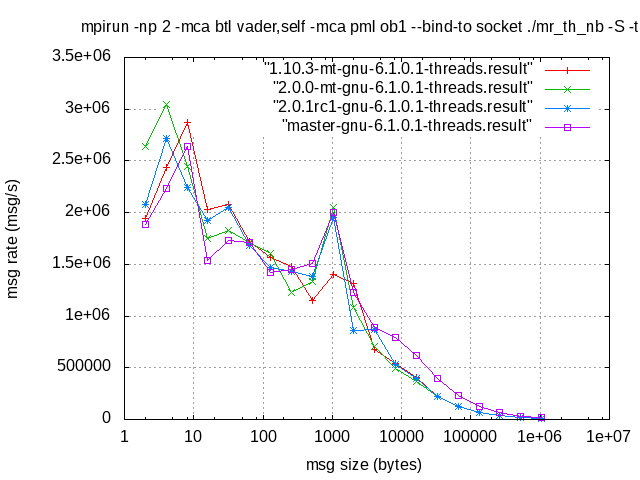 mpirun -np 2 -mca btl vader,self -mca pml ob1 --bind-to socket ./mr_th_nb -S -t
3.5e+06
3e+06
2.5e+06
2e+06
1.5e+06
1e+06
500000
0
msg rate (msg/s)
"1.10.3-mt-gnu-6.1.0.1-threads.result"
"2.0.0-mt-gnu-6.1.0.1-threads.result"
"2.0.1rc1-gnu-6.1.0.1-threads.result"
"master-gnu-6.1.0.1-threads.result"
1 10 100 1000 10000 100000 1e+06 1e+07
msg size (bytes)